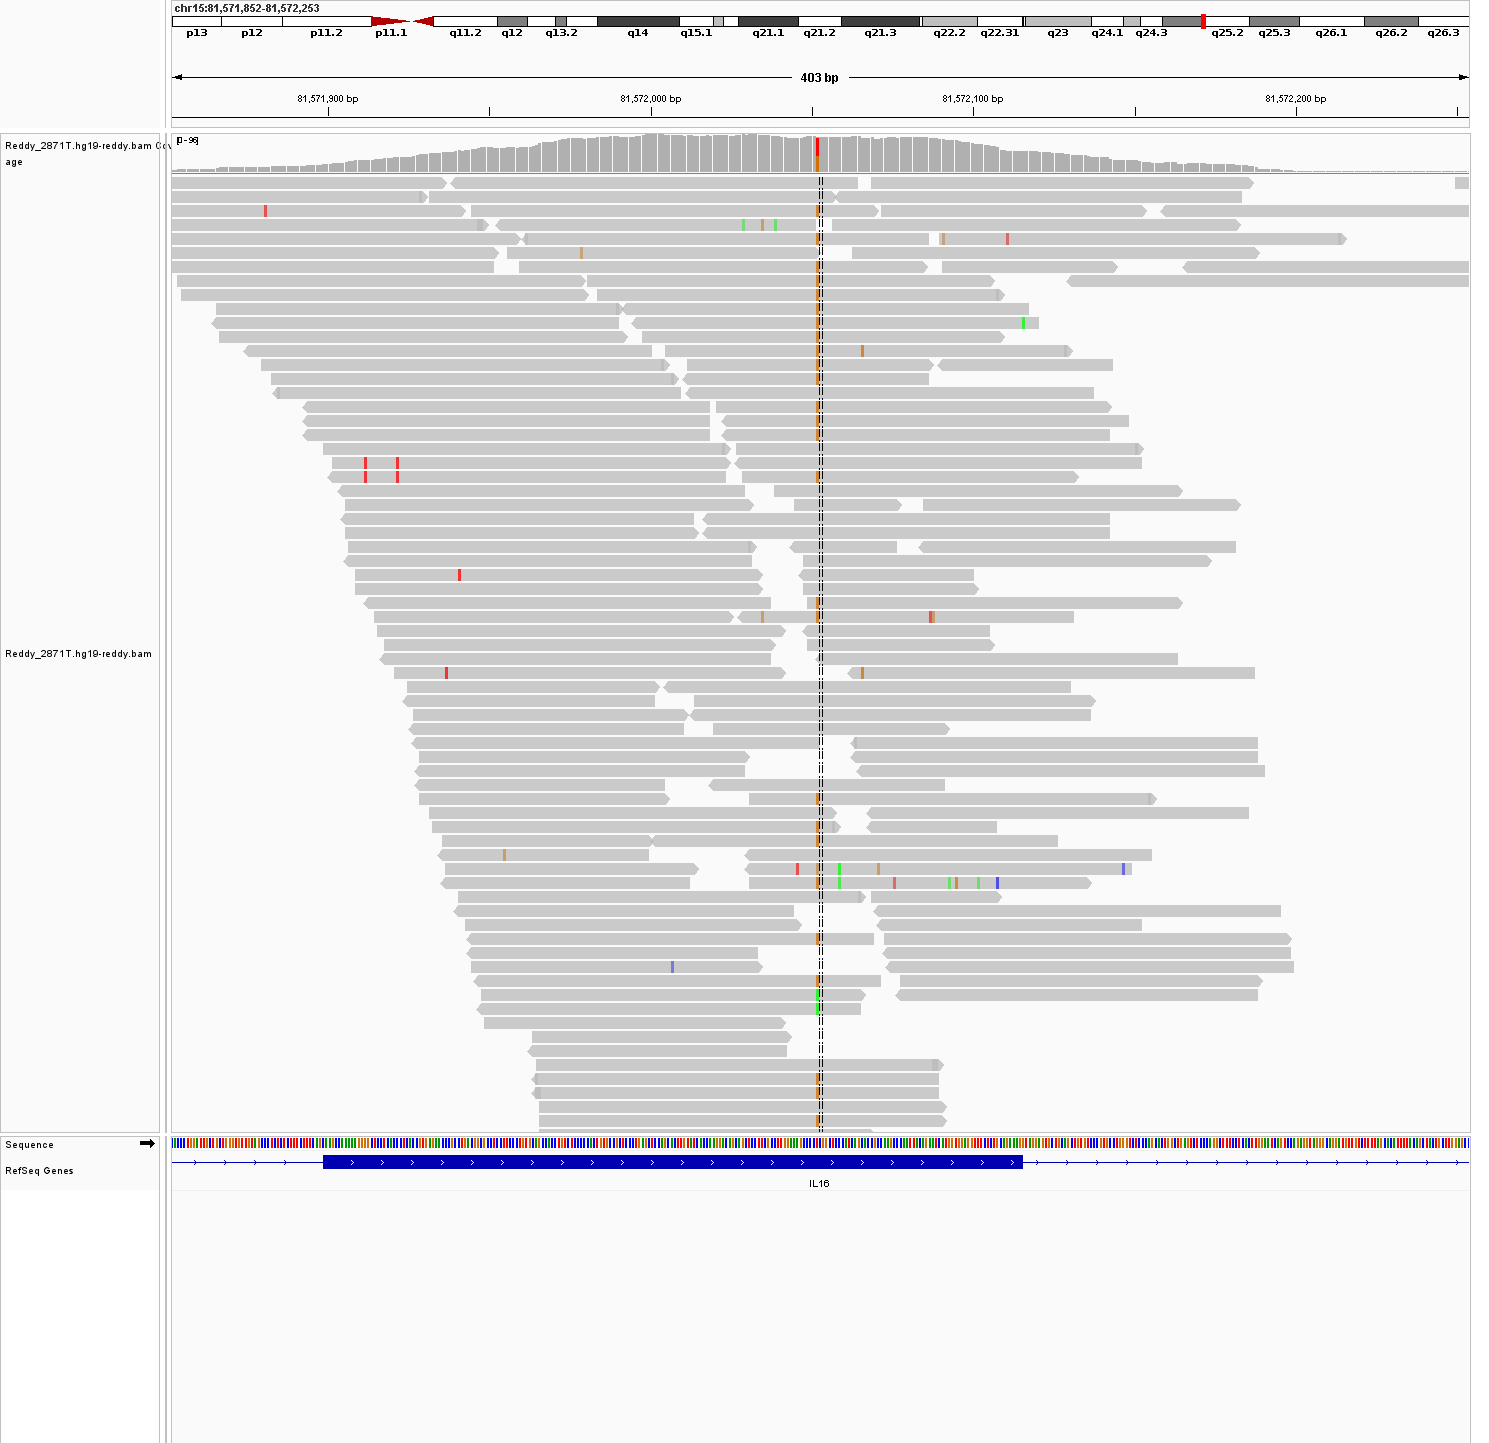 chr15:81,571,852-81,572,253
p13 p12 p11.2 p11.1 q11.2 q12 q13.2 q14 q15.1 q21.1 q21.2 q21.3 q22.2 q22.31 q23 q24.1 q24.3 q25.2 q25.3 q26.1 q26.2 q26.3
403 bp
81,571,900 bp 81,572,000 bp 81,572,100 bp 81,572,200 bp
Reddy_2871T.hg19-reddy.bam Cov
age
[0-96]
Reddy_2871T.hg19-reddy.bam
Sequence
RefSeq Genes
IL16